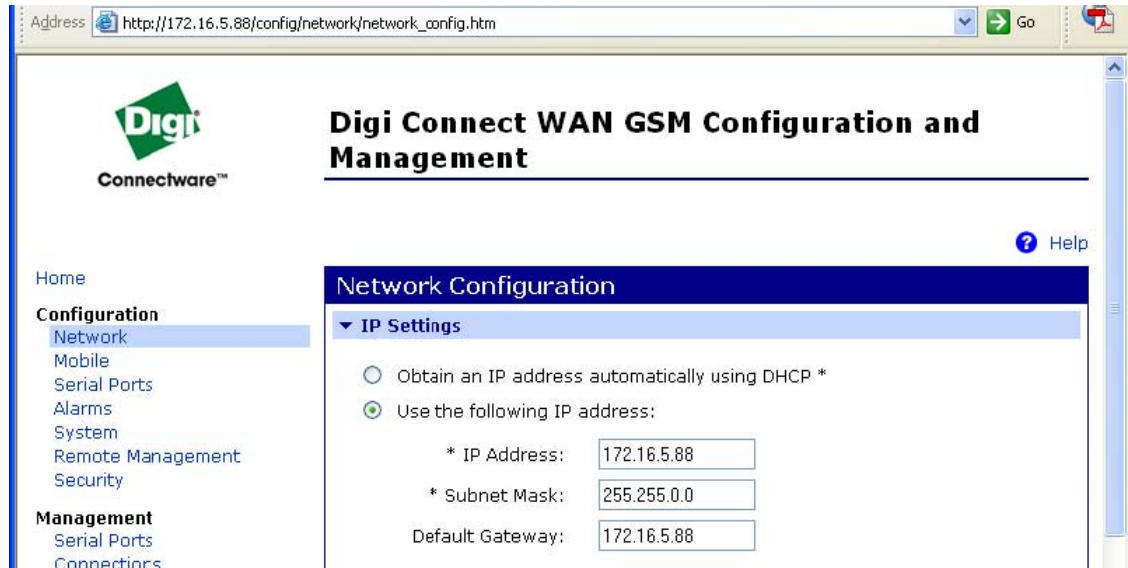 Address http://172.16.5.88/config/network/network_config.htm Go
Digi
Connectware™
Digi Connect WAN GSM Configuration and
Management
Help
Home
Configuration
Network
Mobile
Serial Ports
Alarms
System
Remote Management
Security
Management
Serial Ports
Connections
Network Configuration
IP Settings
Obtain an IP address automatically using DHCP *
Use the following IP address:
* IP Address: 172.16.5.88
* Subnet Mask: 255.255.0.0
Default Gateway: 172.16.5.88